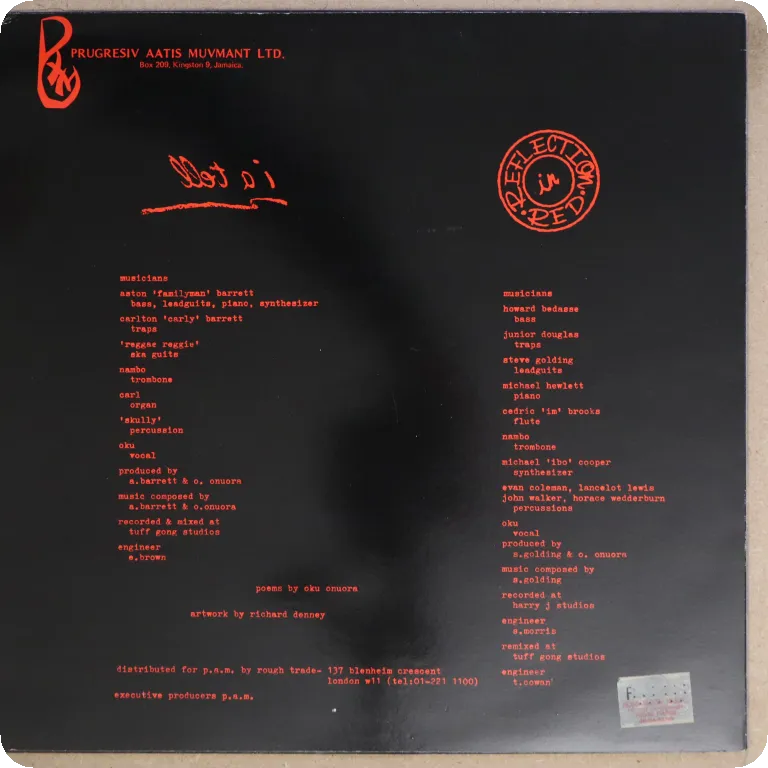 PRUGRESIV AATIS MUVMANT LTD.
Box 209, Kingston 9, Jamaica.
i a tell
musicians
aston 'familyman' barrett
bass, leadguits, piano, synthesizer
carlton 'carly' barrett
traps
'reggae reggie'
ska guits
nambo
trombone
carl
organ
'skully'
percussion
oku
vocal
produced by
a.barrett & o. onuora
music composed by
a.barrett & o.onuora
recorded & mixed at
tuff gong studios
engineer
e.brown
REFLECTION
in
RED
musicians
howard bedasse
bass
junior douglas
traps
steve golding
leadguits
michael hewlett
piano
cedric 'im' brooks
flute
nambo
trombone
michael 'ibo' cooper
synthesizer
evan coleman, lancelot lewis
john walker, horace wedderburn
percussions
oku
vocal
produced by
s.golding & o. onuora
music composed by
s.golding
recorded at
harry j studios
engineer
s.morris
remixed at
tuff gong studios
engineer
t.cowan
poems by oku onuora
artwork by richard denney
distributed for p.a.m. by rough trade- 137 blenheim crescent
london w11 (tel:01-221 1100)
executive producers p.a.m.